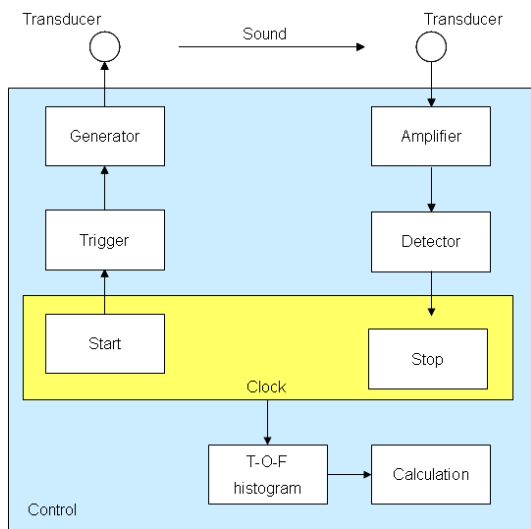 Transducer
Transducer
Sound
Generator
Amplifier
Trigger
Detector
Start
Stop
Clock
T-O-F
histogram
Calculation
Control